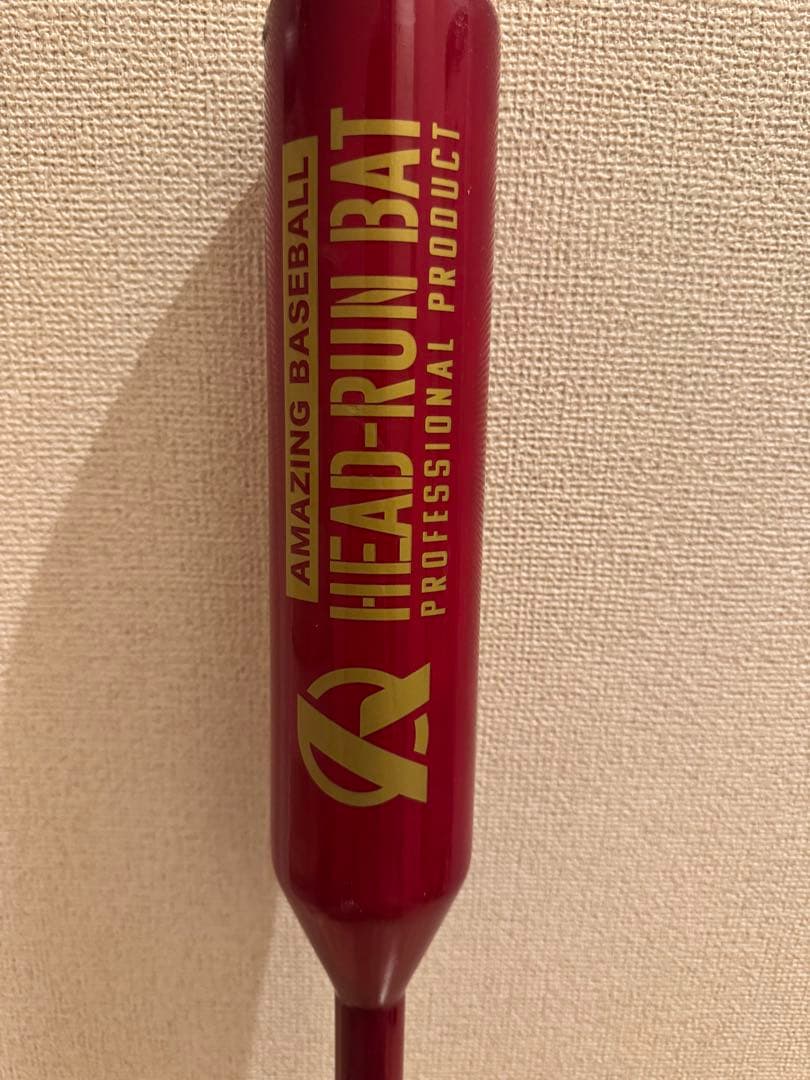 AMAZING BASEBALL
HEAD-RUN BAT
PROFESSIONAL PRODUCT